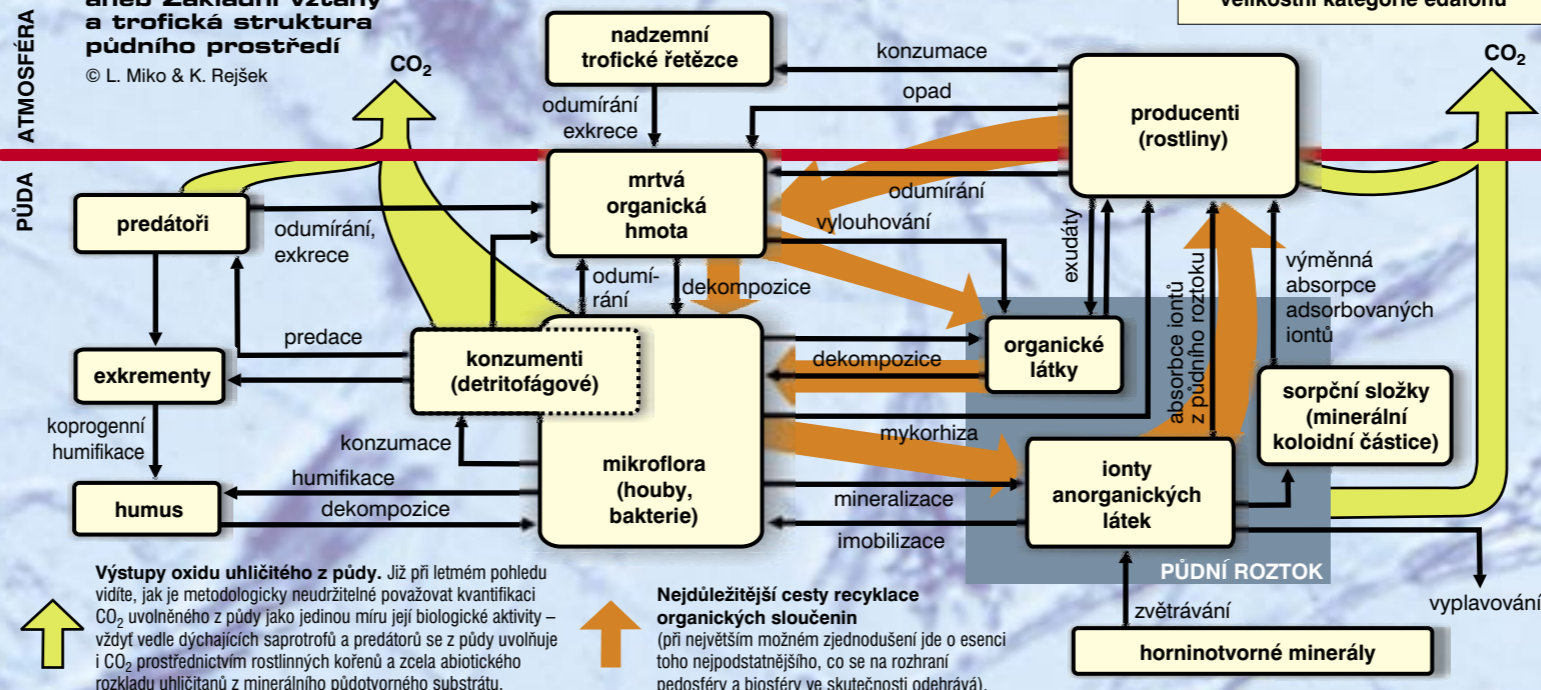 aneb Základní vztahy
a trofická struktura
půdního prostředí
© L. Miko & K. Rejšek
velikostní kategorie edafonu
ATMOSFÉRA
PŮDA
CO2
CO2
nadzemní
trofické řetězce
konzumace
opad
odumírání
exkrece
producenti
(rostliny)
predátoři
odumírání,
exkrece
mrtvá
organická
hmota
odumírání
vylouhování
exudáty
absorbce iontů
z půdního roztoku
výměnná
absorpce
adsorbovaných
iontů
odumí-
rání
dekompozice
predace
exkrementy
konzumenti
(detritofágové)
dekompozice
organické
látky
sorpční složky
(minerální
koloidní částice)
koprogenní
humifikace
konzumace
mykorhiza
mikroflora
(houby,
bakterie)
ionty
anorganických
látek
humifikace
mineralizace
humus
dekompozice
imobilizace
PŮDNÍ ROZTOK
zvětrávání
vyplavování
horninotvorné minerály
Výstupy oxidu uhličitého z půdy. Již při letmém pohledu
vidíte, jak je metodologicky neudržitelné považovat kvantifikaci
CO2 uvolněného z půdy jako jedinou míru její biologické aktivity –
vždyť vedle dýchajících saprotrofů a predátorů se z půdy uvolňuje
i CO2 prostřednictvím rostlinných kořenů a zcela abiotického
rozkladu uhličitanů z minerálního půdotvorného substrátu.
Nejdůležitější cesty recyklace
organických sloučenin
(při největším možném zjednodušení jde o esenci
toho nejpodstatnějšího, co se na rozhraní
pedosféry a biosféry ve skutečnosti odehrává).